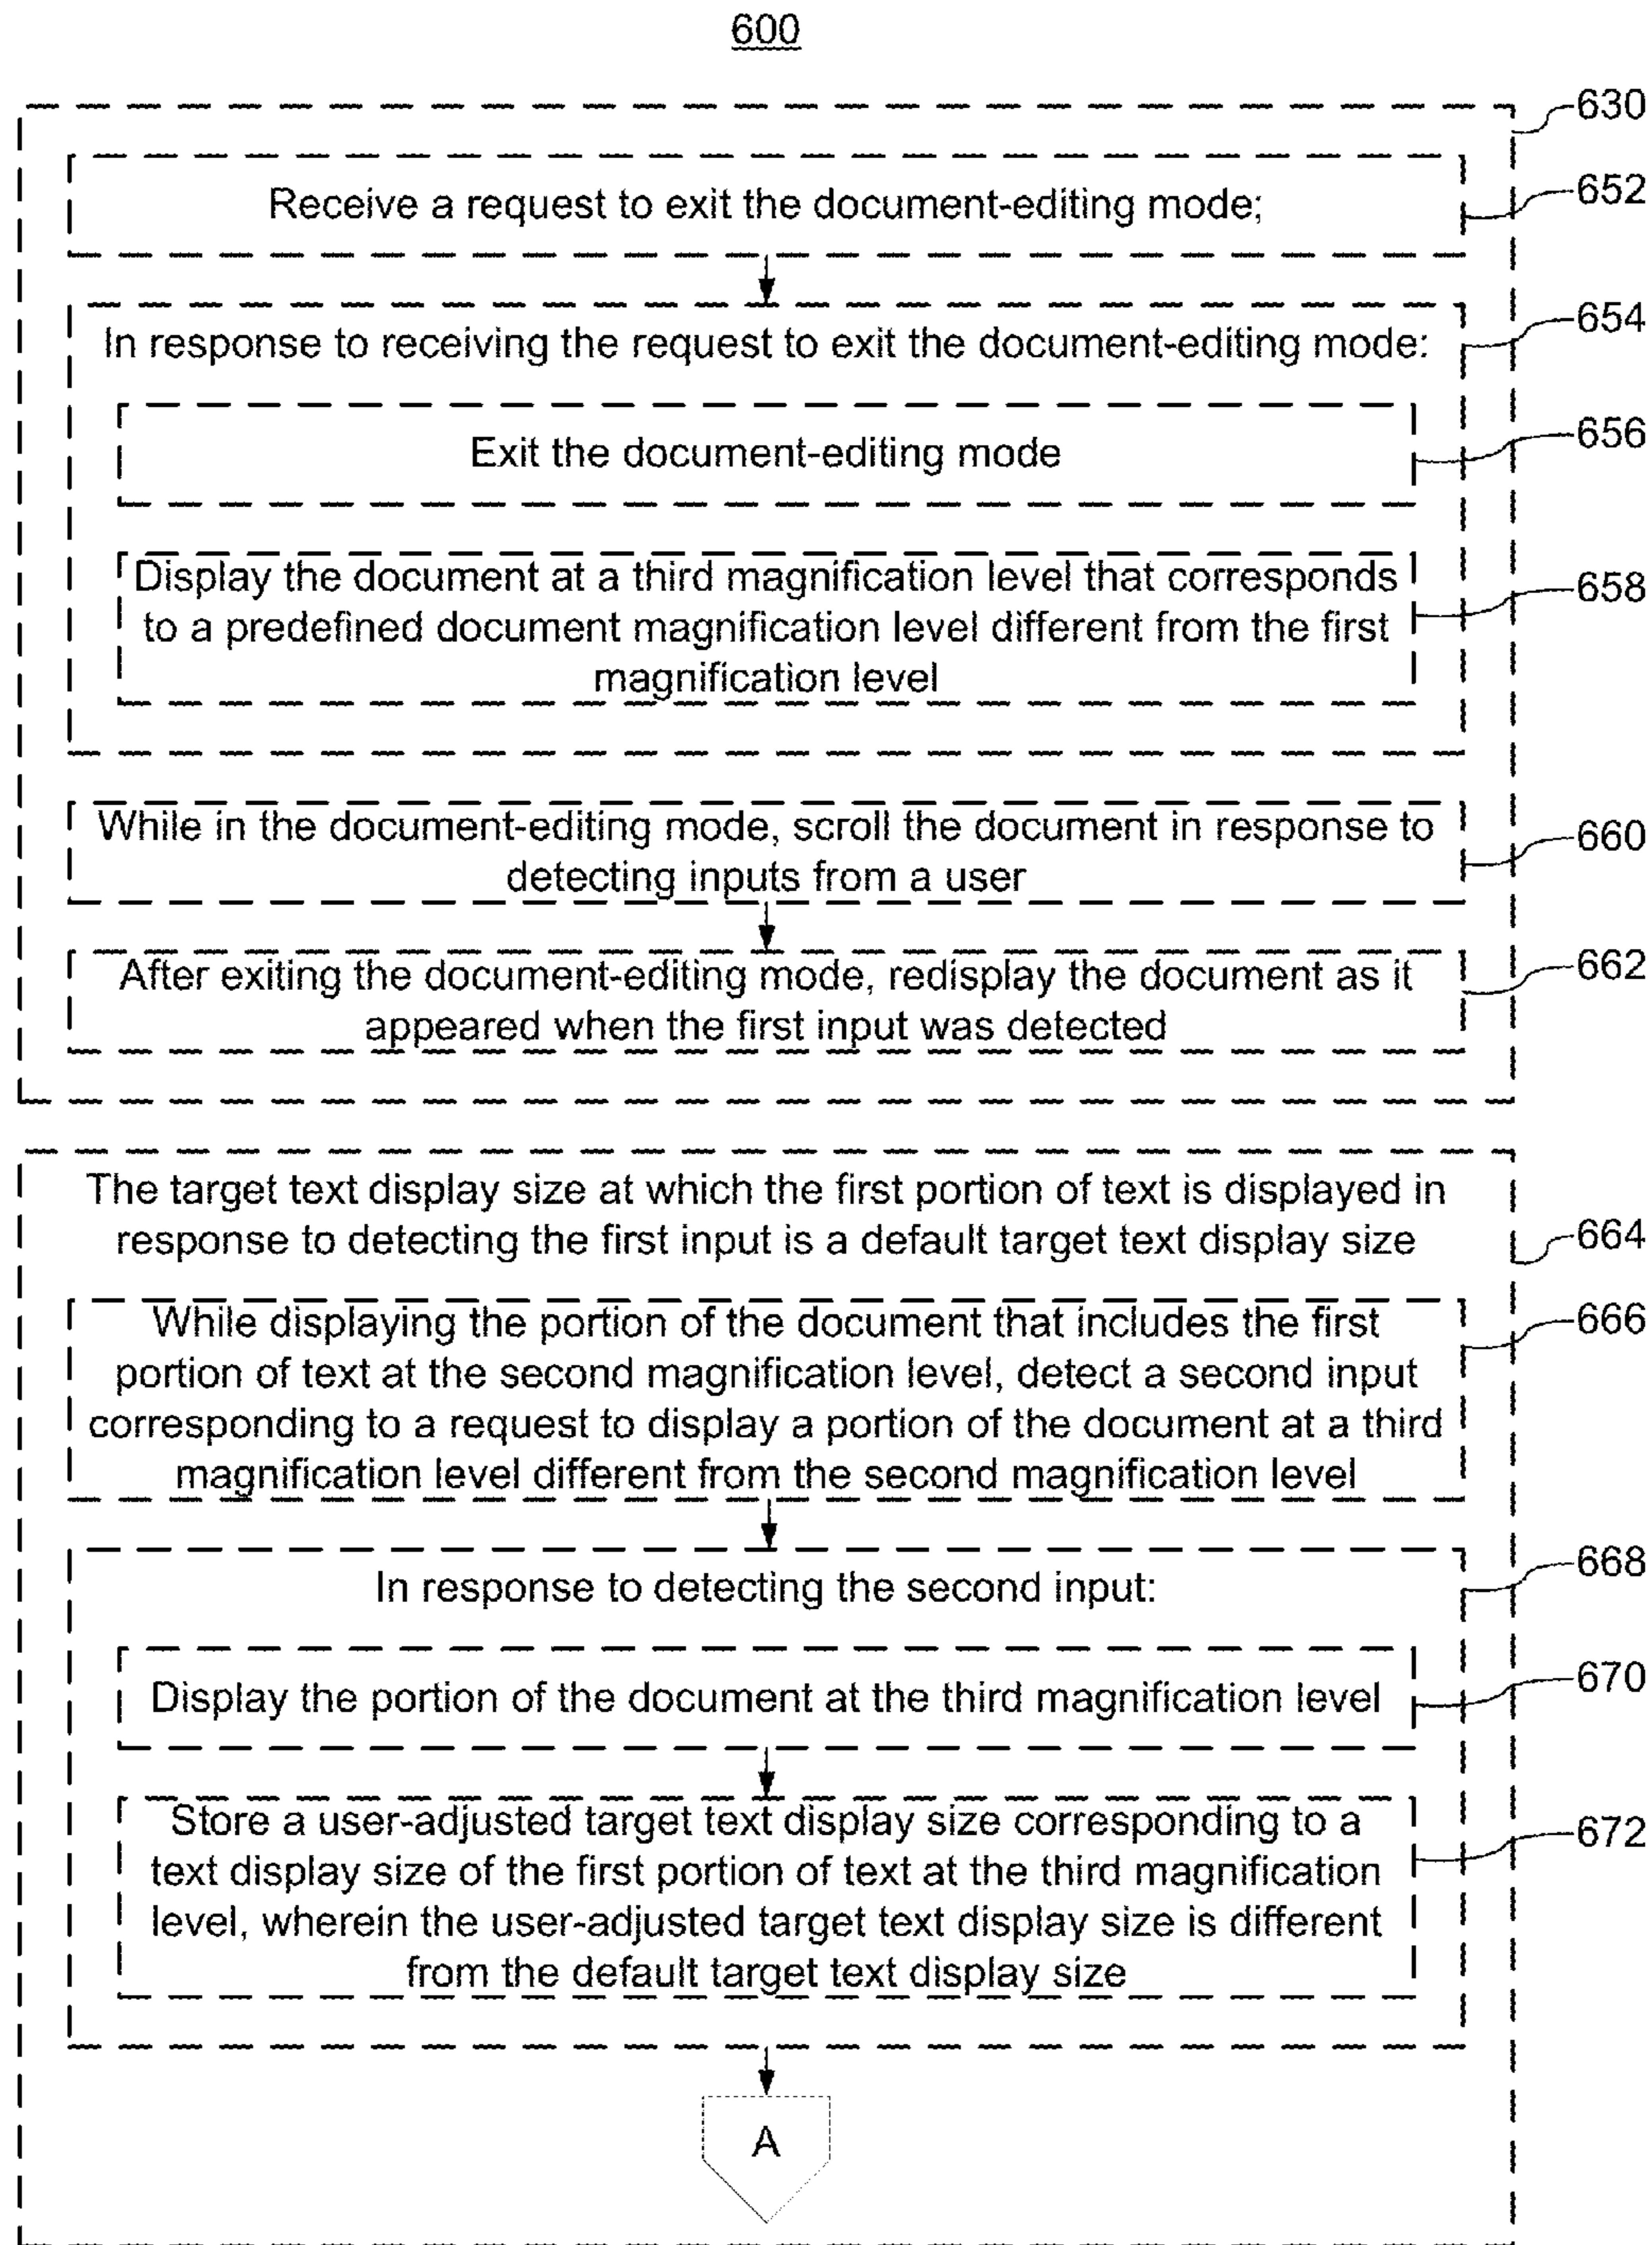 600
630
Receive a request to exit the document-editing mode;
652
In response to receiving the request to exit the document-editing mode:
654
Exit the document-editing mode
656
Display the document at a third magnification level that corresponds
to a predefined document magnification level different from the first
magnification level
658
While in the document-editing mode, scroll the document in response to
detecting inputs from a user
660
After exiting the document-editing mode, redisplay the document as it
appeared when the first input was detected
662
The target text display size at which the first portion of text is displayed in
response to detecting the first input is a default target text display size
664
While displaying the portion of the document that includes the first
portion of text at the second magnification level, detect a second input
corresponding to a request to display a portion of the document at a third
magnification level different from the second magnification level
666
In response to detecting the second input:
668
Display the portion of the document at the third magnification level
670
Store a user-adjusted target text display size corresponding to a
text display size of the first portion of text at the third magnification
level, wherein the user-adjusted target text display size is different
from the default target text display size
672
A